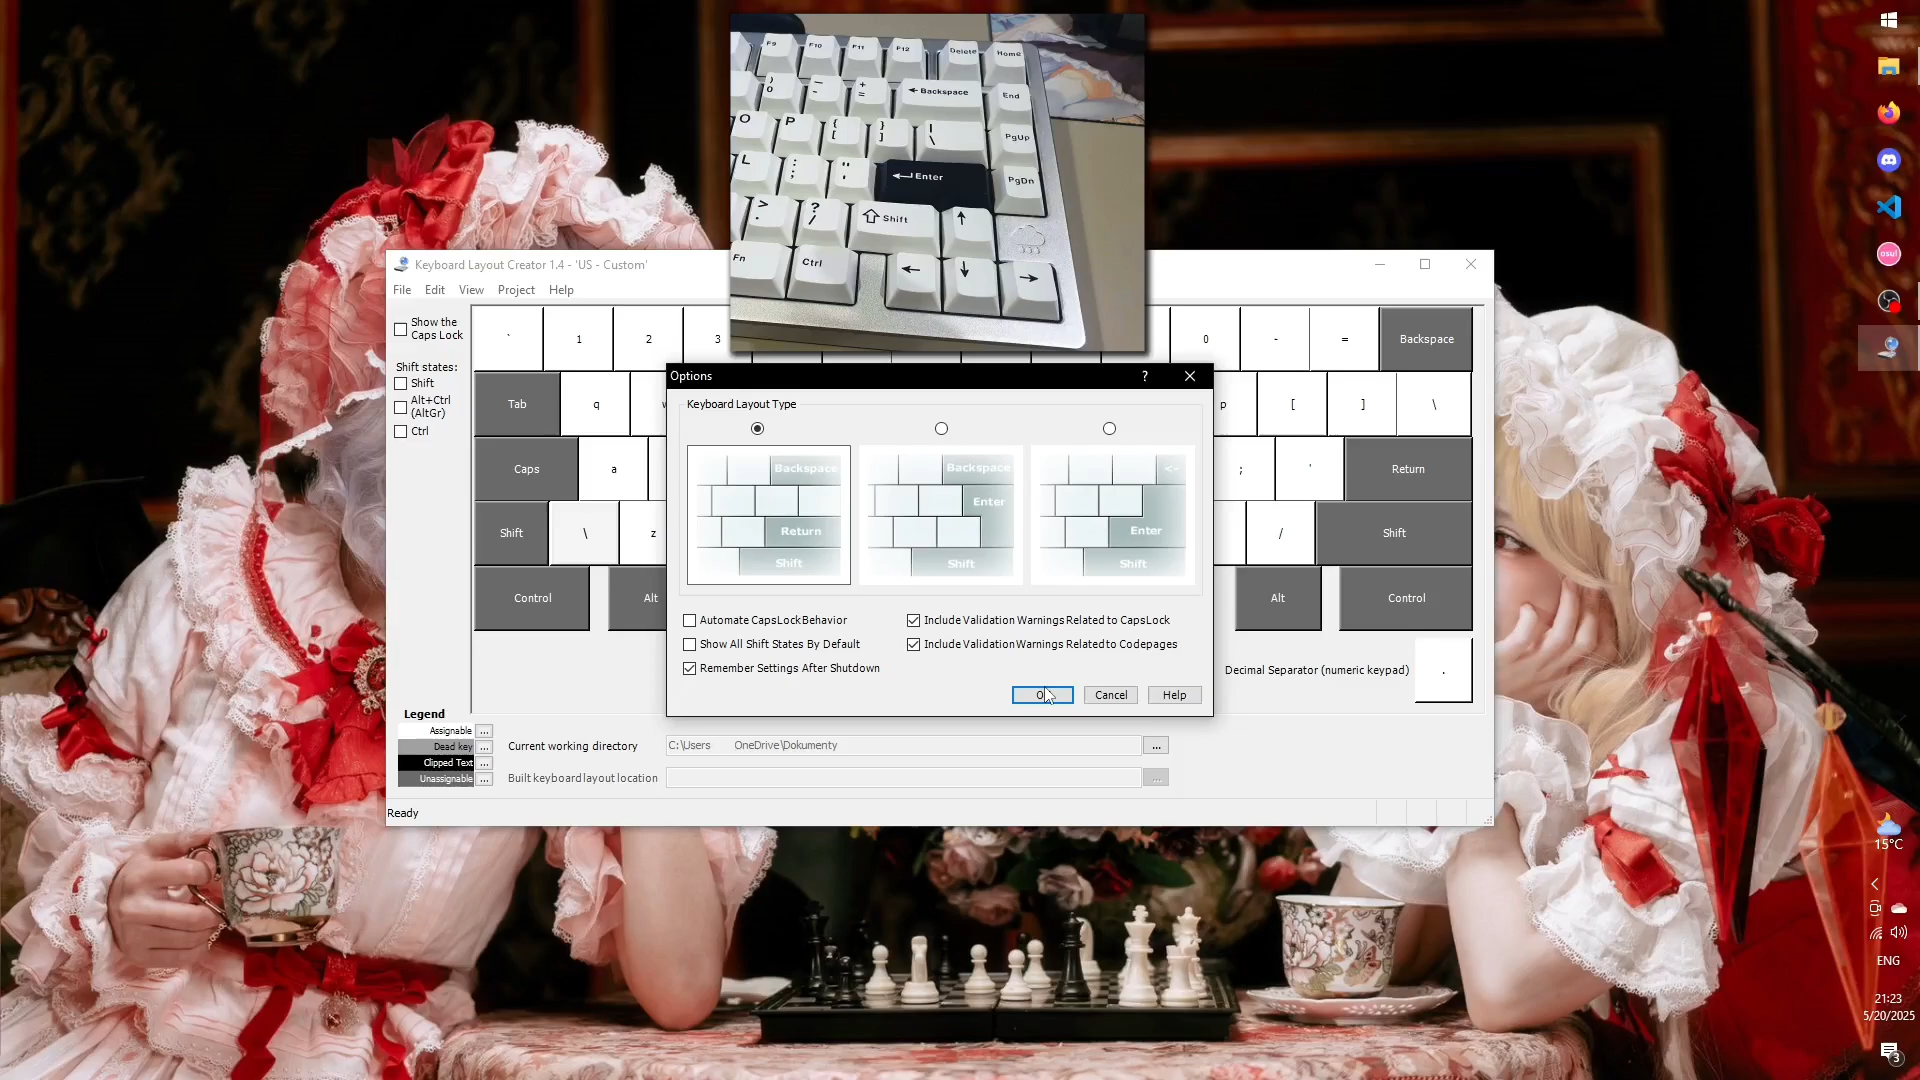 F9 F10 F11 F12 Delete Home
) 0 _ - + = ← Backspace End
O P { [ } ] | \ PgUp
L : ; " ' ↵ Enter PgDn
> . ? / ⇧ Shift ↑
Fn Ctrl ← ↓ →
Keyboard Layout Creator 1.4 - 'US - Custom'
File Edit View Project Help
Show the
Caps Lock
Shift states:
Shift
Alt+Ctrl
(AltGr)
Ctrl
` 1 2 3 0 - = Backspace
Tab q p [ ] \
Caps a ; ' Return
Shift \ z / Shift
Control Alt Alt Control
Decimal Separator (numeric keypad) .
Options ?
Keyboard Layout Type
Backspace
Return
Shift
Backspace
Enter
Shift
<-
Enter
Shift
Automate CapsLock Behavior
Include Validation Warnings Related to CapsLock
Show All Shift States By Default
Include Validation Warnings Related to Codepages
Remember Settings After Shutdown
Cancel Help
Legend
Assignable ...
Dead key ...
Clipped Text ...
Unassignable ...
Current working directory C:\Users OneDrive\Dokumenty ...
Built keyboard layout location ...
Ready
osu!
15°C
ENG
21:23
5/20/2025
3